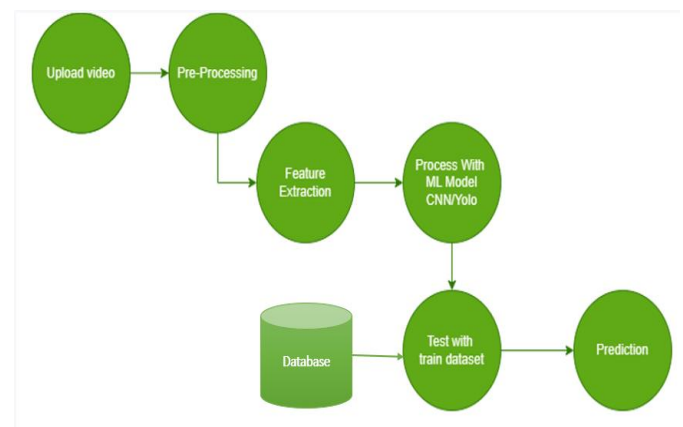 Upload video
Pre-Processing
Feature
Extraction
Process With
ML Model
CNN/Yolo
Database
Test with
train dataset
Prediction